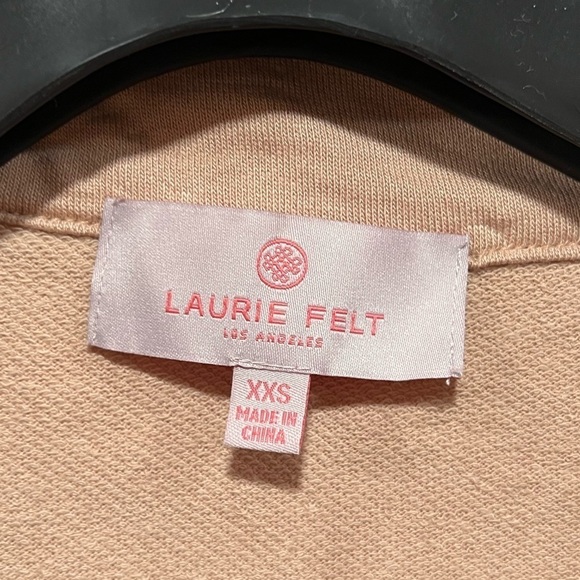 LAURIE FELT
LOS ANGELES
XXS
MADE IN
CHINA